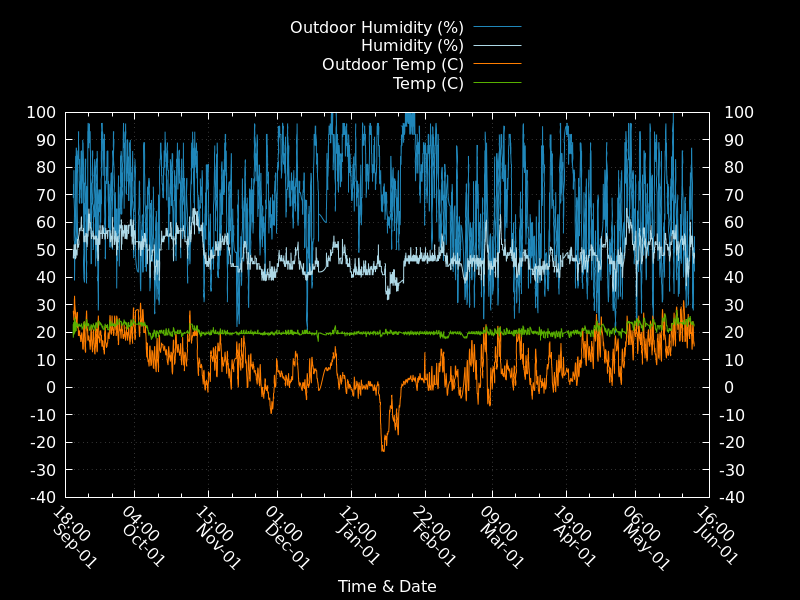 Outdoor Humidity (%)
Humidity (%)
Outdoor Temp (C)
Temp (C)
100 100
90 90
80 80
70 70
60 60
50 50
40 40
30 30
20 20
10 10
0 0
-10 -10
-20 -20
-30 -30
-40 -40
18:00 04:00 15:00 01:00 12:00 22:00 09:00 19:00 06:00 16:00
Sep-01 Oct-01 Nov-01 Dec-01 Jan-01 Feb-01 Mar-01 Apr-01 May-01 Jun-01
Time & Date